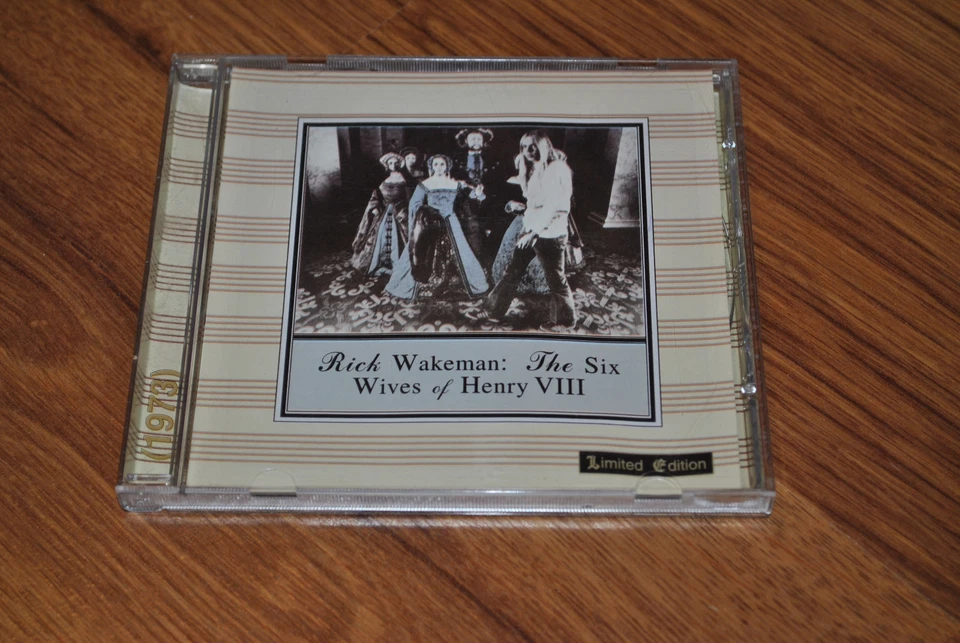 Rick Wakeman: The Six
Wives of Henry VIII
Limited Edition
(1973)